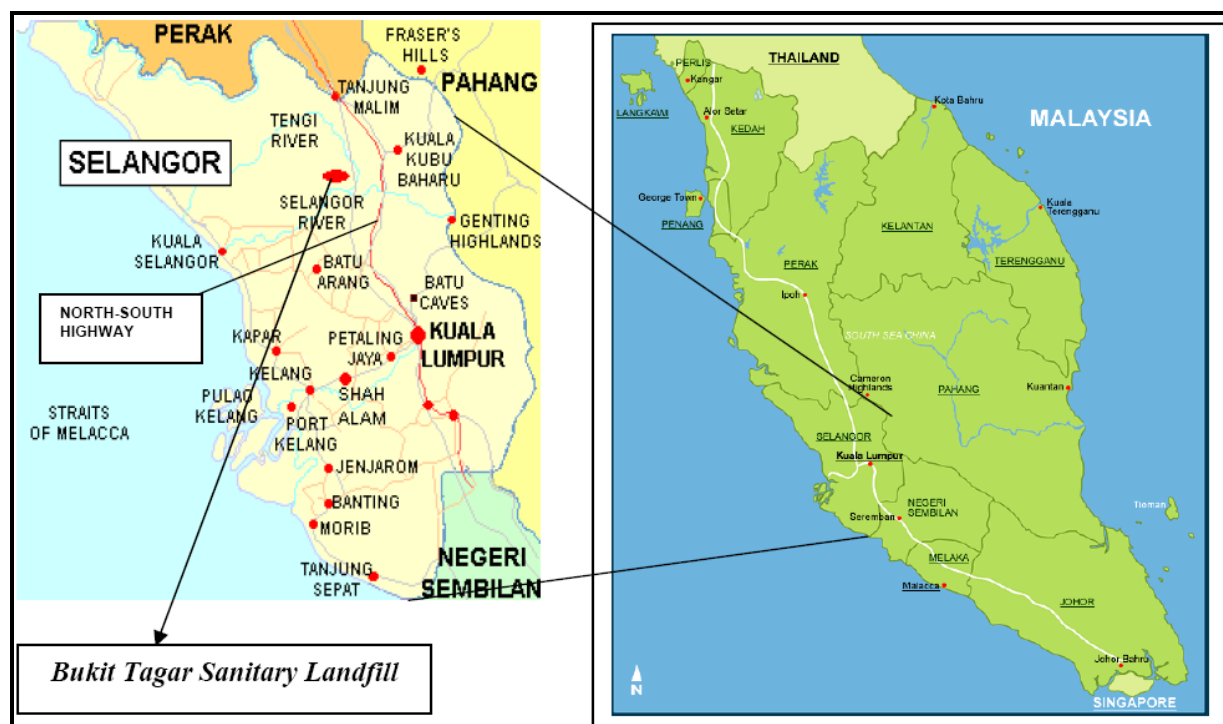 PERAK
FRASER'S
HILLS
PAHANG
TANJUNG
MALIM
TENGI
RIVER
KUALA
KUBU
BAHARU
SELANGOR
SELANGOR
RIVER
GENTING
HIGHLANDS
KUALA
SELANGOR
BATU
ARANG
BATU
CAVES
NORTH-SOUTH
HIGHWAY
KAPAR
PETALING
JAYA
KUALA
LUMPUR
KELANG
SHAH
ALAM
PULAO
KELANG
PORT
KELANG
STRAITS
OF MELACCA
JENJAROM
BANTING
MORIB
TANJUNG
SEPAT
NEGERI
SEMBILAN
Bukit Tagar Sanitary Landfill
THAILAND
PERLIS
Kangar
LANGKAWI
Alor Setar
KEDAH
Kota Bahru
MALAYSIA
George Town
PENANG
KELANTAN
Kuala
Terengganu
TERENGGANU
PERAK
Ipoh
SOUTH SEA CHINA
Cameron
Highlands
PAHANG
Kuantan
SELANGOR
Kuala Lumpur
NEGERI
SEMBILAN
Seremban
Tioman
MELAKA
Malacca
JOHOR
Johor Bahru
SINGAPORE
N